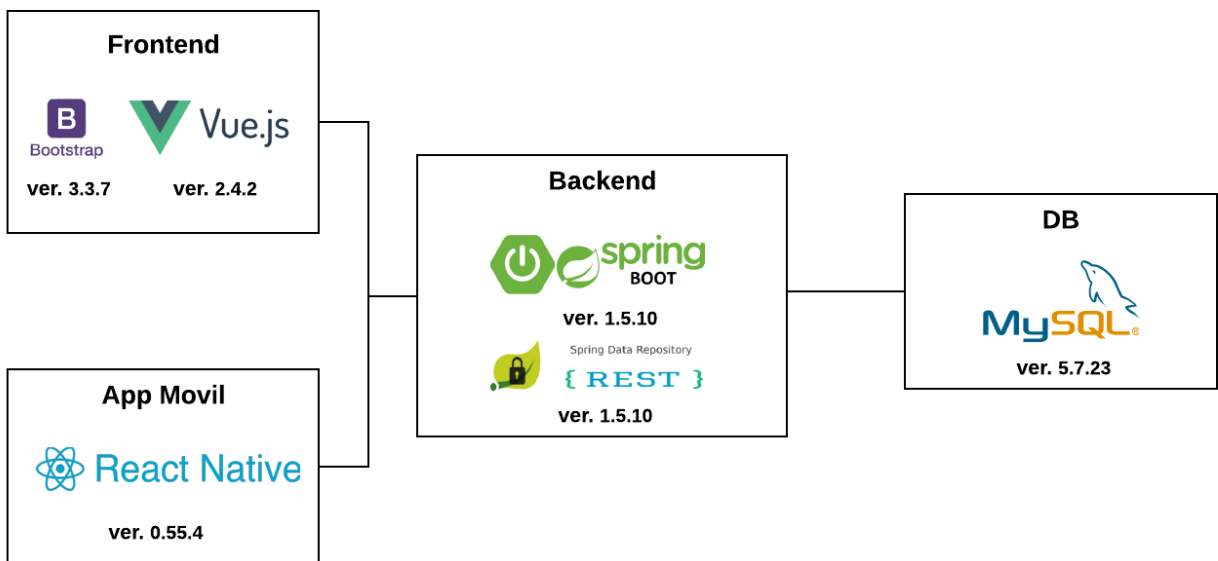 Frontend
B
Bootstrap
Vue.js
ver. 3.3.7
ver. 2.4.2
App Movil
React Native
ver. 0.55.4
Backend
spring
BOOT
ver. 1.5.10
Spring Data Repository
{ REST }
ver. 1.5.10
DB
MySQL®
ver. 5.7.23